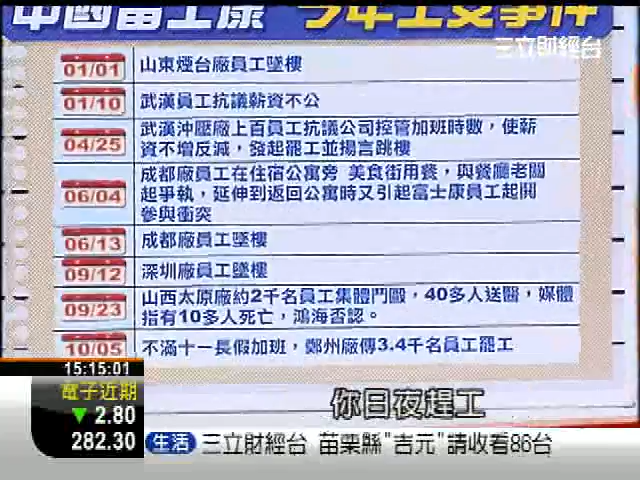 中國富士康 今年工安事件
三立財經台
01/01 山東煙台廠員工墜樓
01/10 武漢員工抗議薪資不公
04/25 武漢沖壓廠上百員工抗議公司控管加班時數，使薪
資不增反減，發起罷工並揚言跳樓
06/04 成都廠員工在住宿公寓旁 美食街用餐，與餐廳老闆
起爭執，延伸到返回公寓時又引起富士康員工起鬨
參與衝突
06/13 成都廠員工墜樓
09/12 深圳廠員工墜樓
09/23 山西太原廠約2千名員工集體鬥毆，40多人送醫，媒體
指有10多人死亡，鴻海否認。
10/05 不滿十一長假加班，鄭州廠傳3.4千名員工罷工
15:15:01
電子近期
▼ 2.80
282.30
你日夜趕工
生活 三立財經台 苗栗縣"吉元"請收看86台